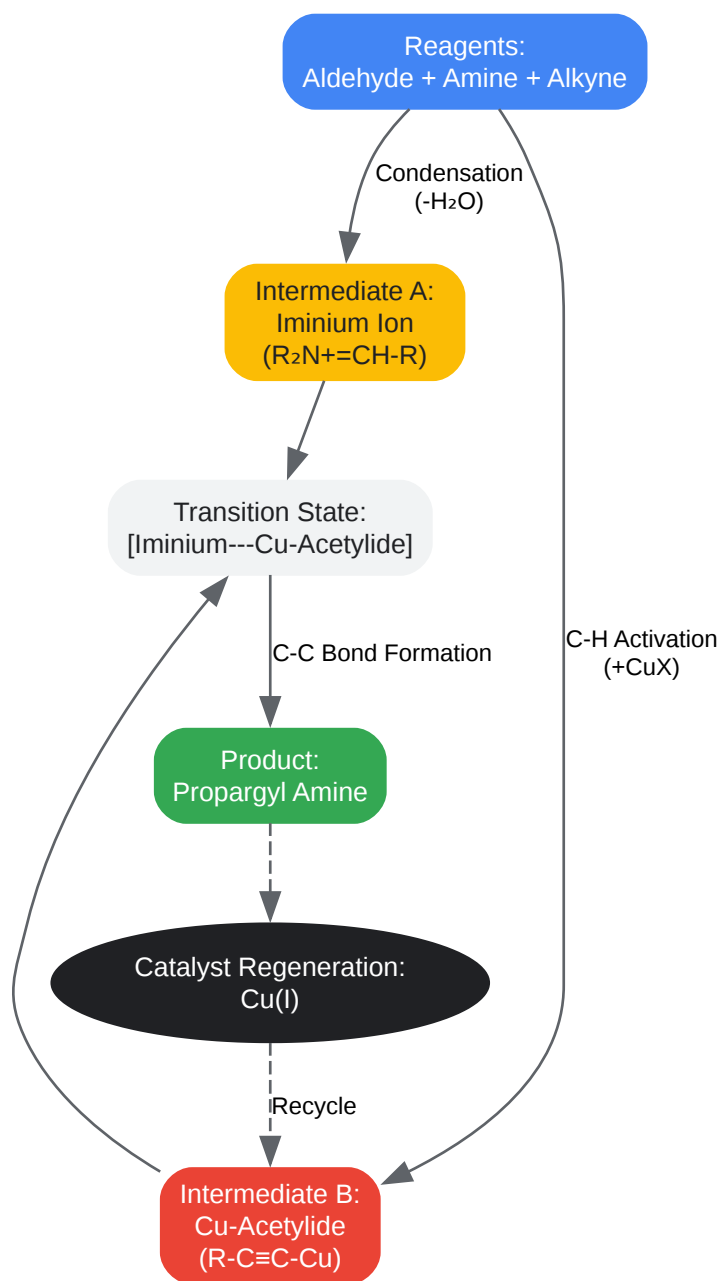 Reagents:
Aldehyde + Amine + Alkyne
Condensation
(-H₂O)
Intermediate A:
Iminium Ion
(R₂N+=CH-R)
Transition State:
[Iminium---Cu-Acetylide]
C-H Activation
(+CuX)
C-C Bond Formation
Product:
Propargyl Amine
Catalyst Regeneration:
Cu(I)
Recycle
Intermediate B:
Cu-Acetylide
(R-C≡C-Cu)